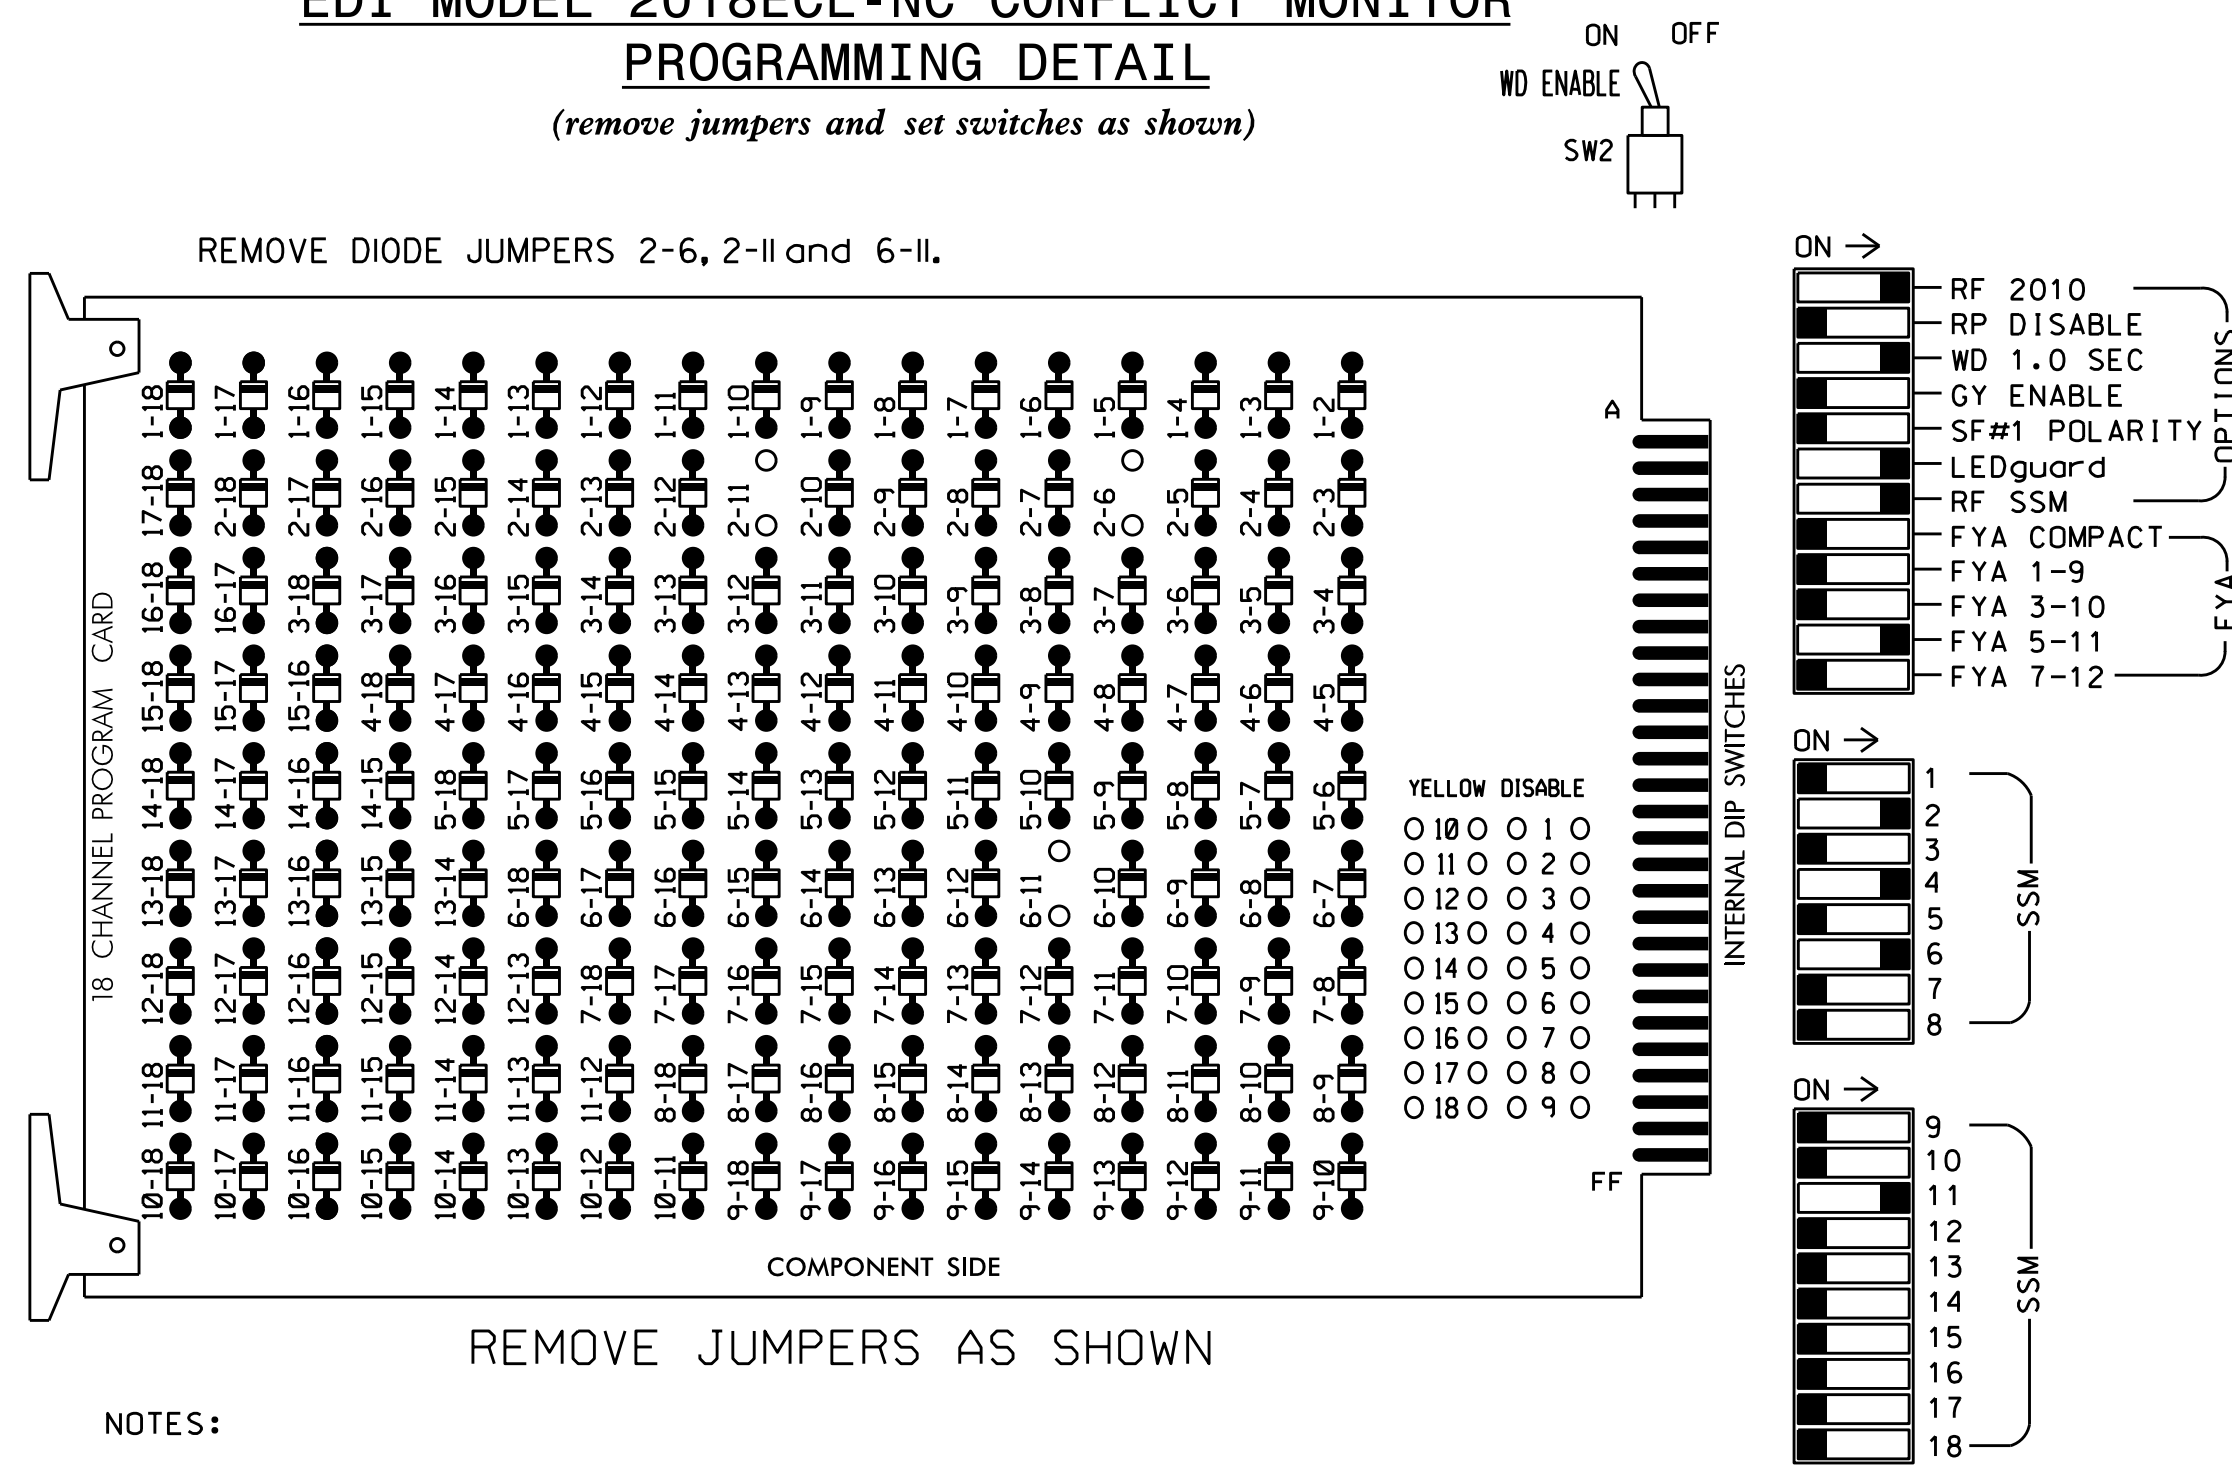 EDI MODEL 2018ECL-NC CONFLICT MONITOR
PROGRAMMING DETAIL
(remove jumpers and set switches as shown)
ON OFF
WD ENABLE
SW2
REMOVE DIODE JUMPERS 2-6, 2-11 and 6-11.
18 CHANNEL PROGRAM CARD
1-18 1-17 1-16 1-15 1-14 1-13 1-12 1-11 1-10 1-9 1-8 1-7 1-6 1-5 1-4 1-3 1-2
17-18 2-18 2-17 2-16 2-15 2-14 2-13 2-12 2-11 2-10 2-9 2-8 2-7 2-6 2-5 2-4 2-3
16-18 16-17 3-18 3-17 3-16 3-15 3-14 3-13 3-12 3-11 3-10 3-9 3-8 3-7 3-6 3-5 3-4
15-18 15-17 15-16 4-18 4-17 4-16 4-15 4-14 4-13 4-12 4-11 4-10 4-9 4-8 4-7 4-6 4-5
14-18 14-17 14-16 14-15 5-18 5-17 5-16 5-15 5-14 5-13 5-12 5-11 5-10 5-9 5-8 5-7 5-6
13-18 13-17 13-16 13-15 13-14 6-18 6-17 6-16 6-15 6-14 6-13 6-12 6-11 6-10 6-9 6-8 6-7
12-18 12-17 12-16 12-15 12-14 12-13 7-18 7-17 7-16 7-15 7-14 7-13 7-12 7-11 7-10 7-9 7-8
11-18 11-17 11-16 11-15 11-14 11-13 11-12 8-18 8-17 8-16 8-15 8-14 8-13 8-12 8-11 8-10 8-9
10-18 10-17 10-16 10-15 10-14 10-13 10-12 10-11 9-18 9-17 9-16 9-15 9-14 9-13 9-12 9-11 9-10
A
YELLOW DISABLE
10 1
11 2
12 3
13 4
14 5
15 6
16 7
17 8
18 9
FF
COMPONENT SIDE
REMOVE JUMPERS AS SHOWN
NOTES:
INTERNAL DIP SWITCHES
ON
RF 2010
RP DISABLE
WD 1.0 SEC
GY ENABLE
SF#1 POLARITY
LEDguard
RF SSM
OPTIONS
FYA COMPACT
FYA 1-9
FYA 3-10
FYA 5-11
FYA 7-12
FYA
ON
1
2
3
4
5
6
7
8
SSM
ON
9
10
11
12
13
14
15
16
17
18
SSM